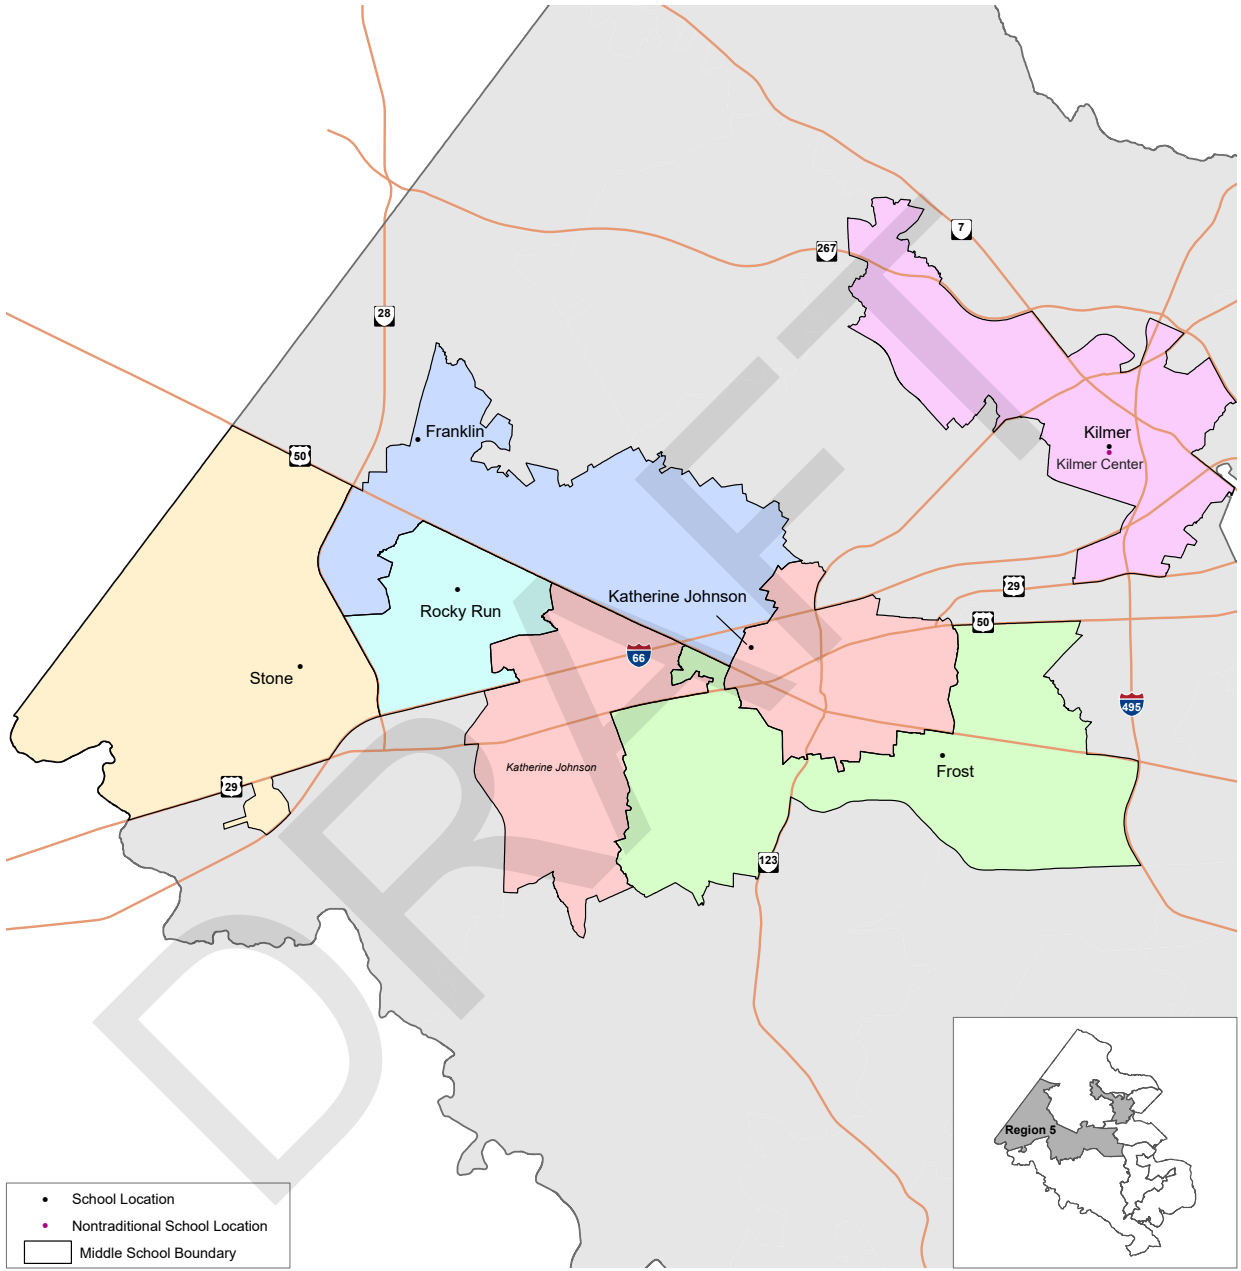 7
267
28
Franklin
Kilmer
Kilmer Center
50
29
Katherine Johnson
Rocky Run
50
66
Stone
495
Katherine Johnson
Frost
29
123
DRAFT
Region 5
School Location
Nontraditional School Location
Middle School Boundary